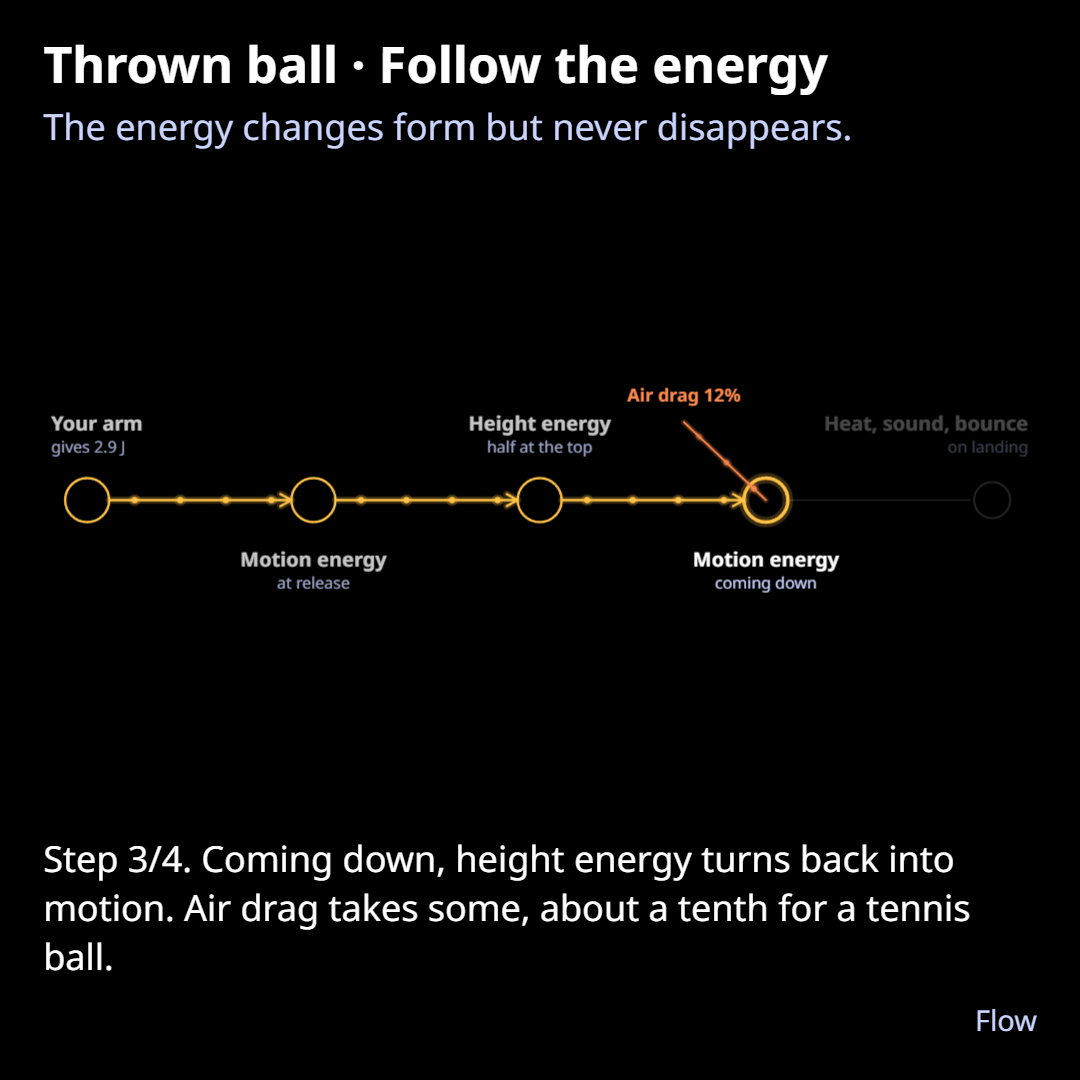 Thrown ball · Follow the energy
The energy changes form but never disappears.
Air drag 12%
Your arm
gives 2.9 J
Height energy
half at the top
Heat, sound, bounce
on landing
Motion energy
at release
Motion energy
coming down
Step 3/4. Coming down, height energy turns back into
motion. Air drag takes some, about a tenth for a tennis
ball.
Flow